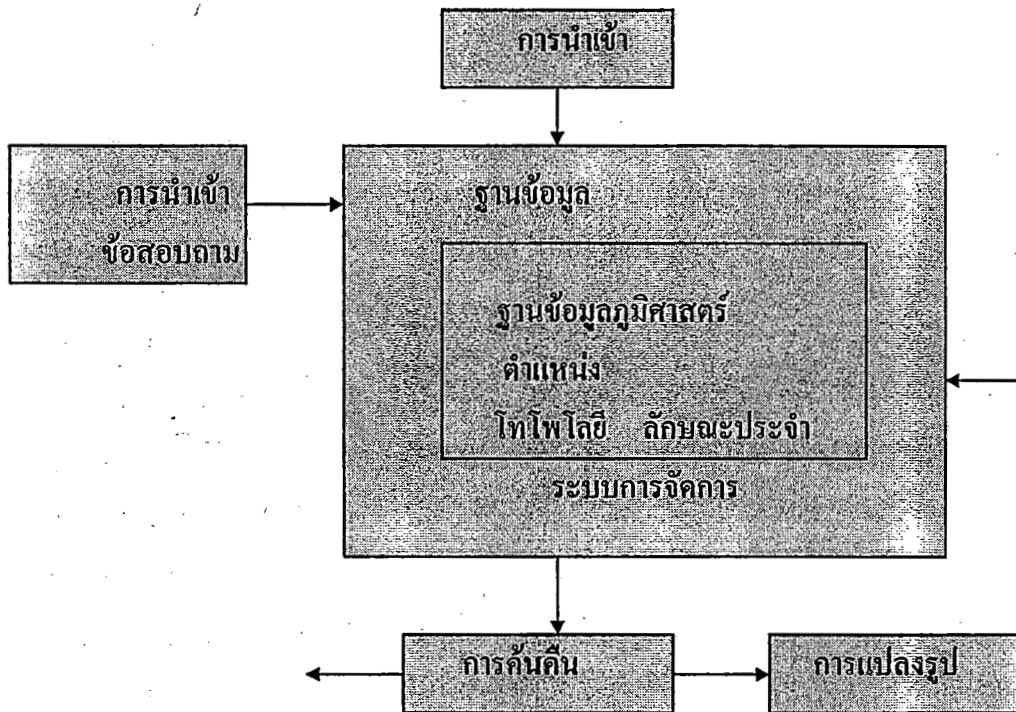 การนำเข้า
การนำเข้า
ข้อสอบถาม
ฐานข้อมูล
ฐานข้อมูลภูมิศาสตร์
ตำแหน่ง
โทโพโลยี ลักษณะประจำ
ระบบการจัดการ
การค้นคืน
การแปลงรูป